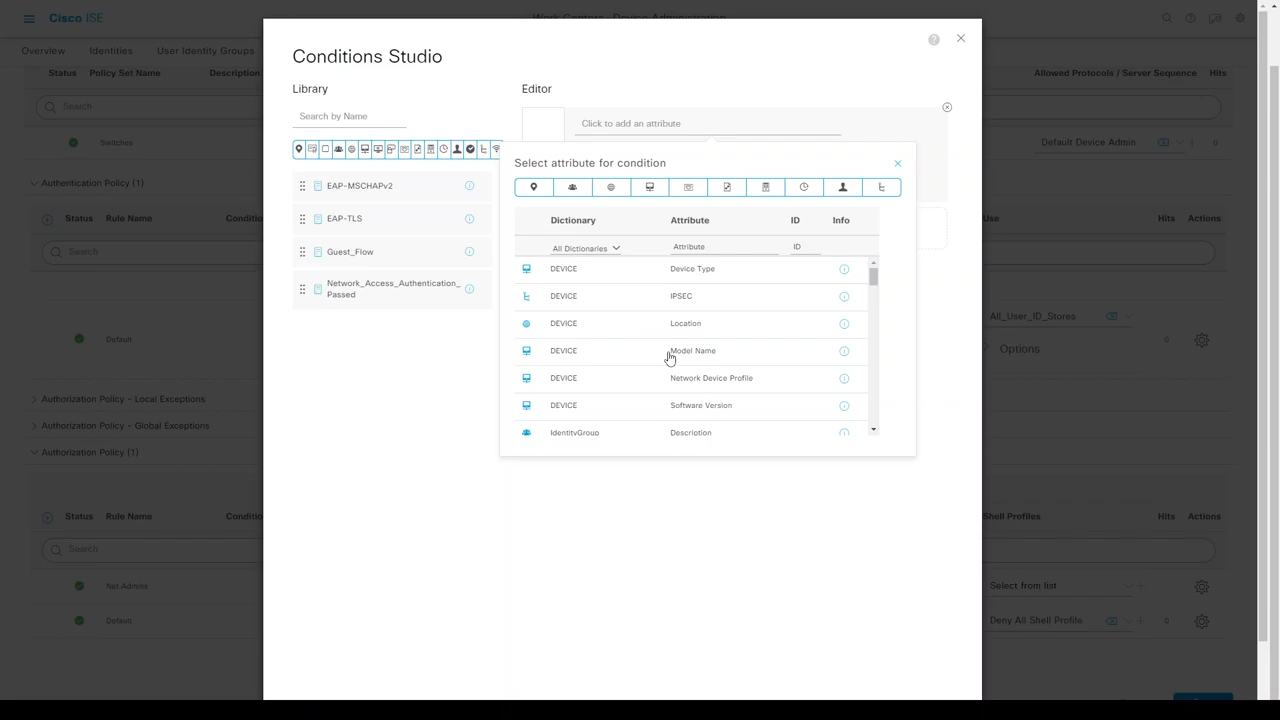 Cisco ISE
Work Centers · Device Administration
Overview
Identities
User Identity Groups
Conditions Studio
Library
Editor
Search by Name
Click to add an attribute
EAP-MSCHAPv2
EAP-TLS
Guest_Flow
Network_Access_Authentication_
Passed
Select attribute for condition
Dictionary Attribute ID Info
All Dictionaries Attribute ID
DEVICE Device Type
DEVICE IPSEC
DEVICE Location
DEVICE Model Name
DEVICE Network Device Profile
DEVICE Software Version
IdentityGroup Description
Status Policy Set Name Description
Allowed Protocols / Server Sequence Hits
Search
Switches
Default Device Admin
Authentication Policy (1)
Status Rule Name
Use Hits Actions
Search
Default
All_User_ID_Stores
0
Options
Authorization Policy - Local Exceptions
Authorization Policy - Global Exceptions
Authorization Policy (1)
Status Rule Name
Shell Profiles Hits Actions
Search
Net Admins
Select from list
Default
Deny All Shell Profile
0